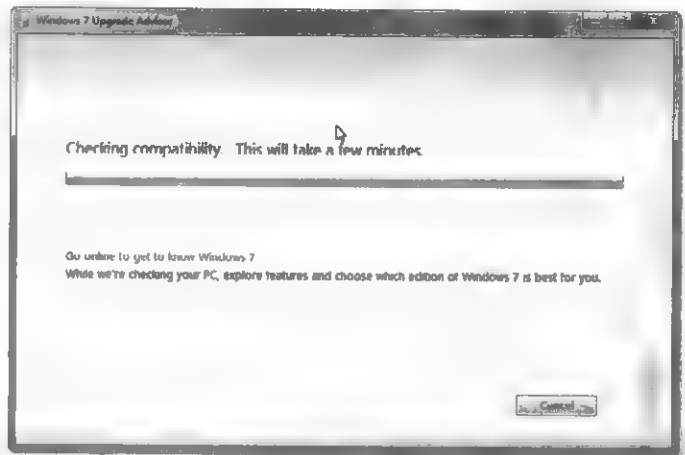 Windows 7 Upgrade Advisor
Checking compatibility. This will take a few minutes.
Go online to get to know Windows 7
While we're checking your PC, explore features and choose which edition of Windows 7 is best for you.
Cancel